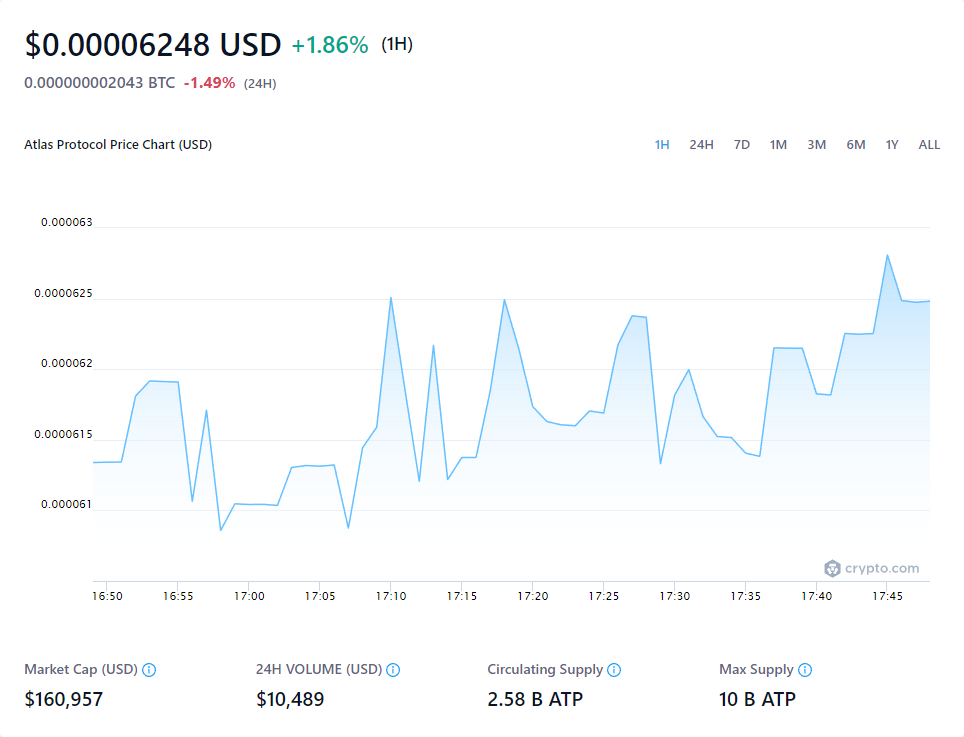 $0.00006248 USD +1.86% (1H)
0.000000002043 BTC -1.49% (24H)
Atlas Protocol Price Chart (USD)
1H 24H 7D 1M 3M 6M 1Y ALL
0.000063
0.0000625
0.000062
0.0000615
0.000061
crypto.com
16:50 16:55 17:00 17:05 17:10 17:15 17:20 17:25 17:30 17:35 17:40 17:45
Market Cap (USD) 24H VOLUME (USD) Circulating Supply Max Supply
$160,957 $10,489 2.58 B ATP 10 B ATP